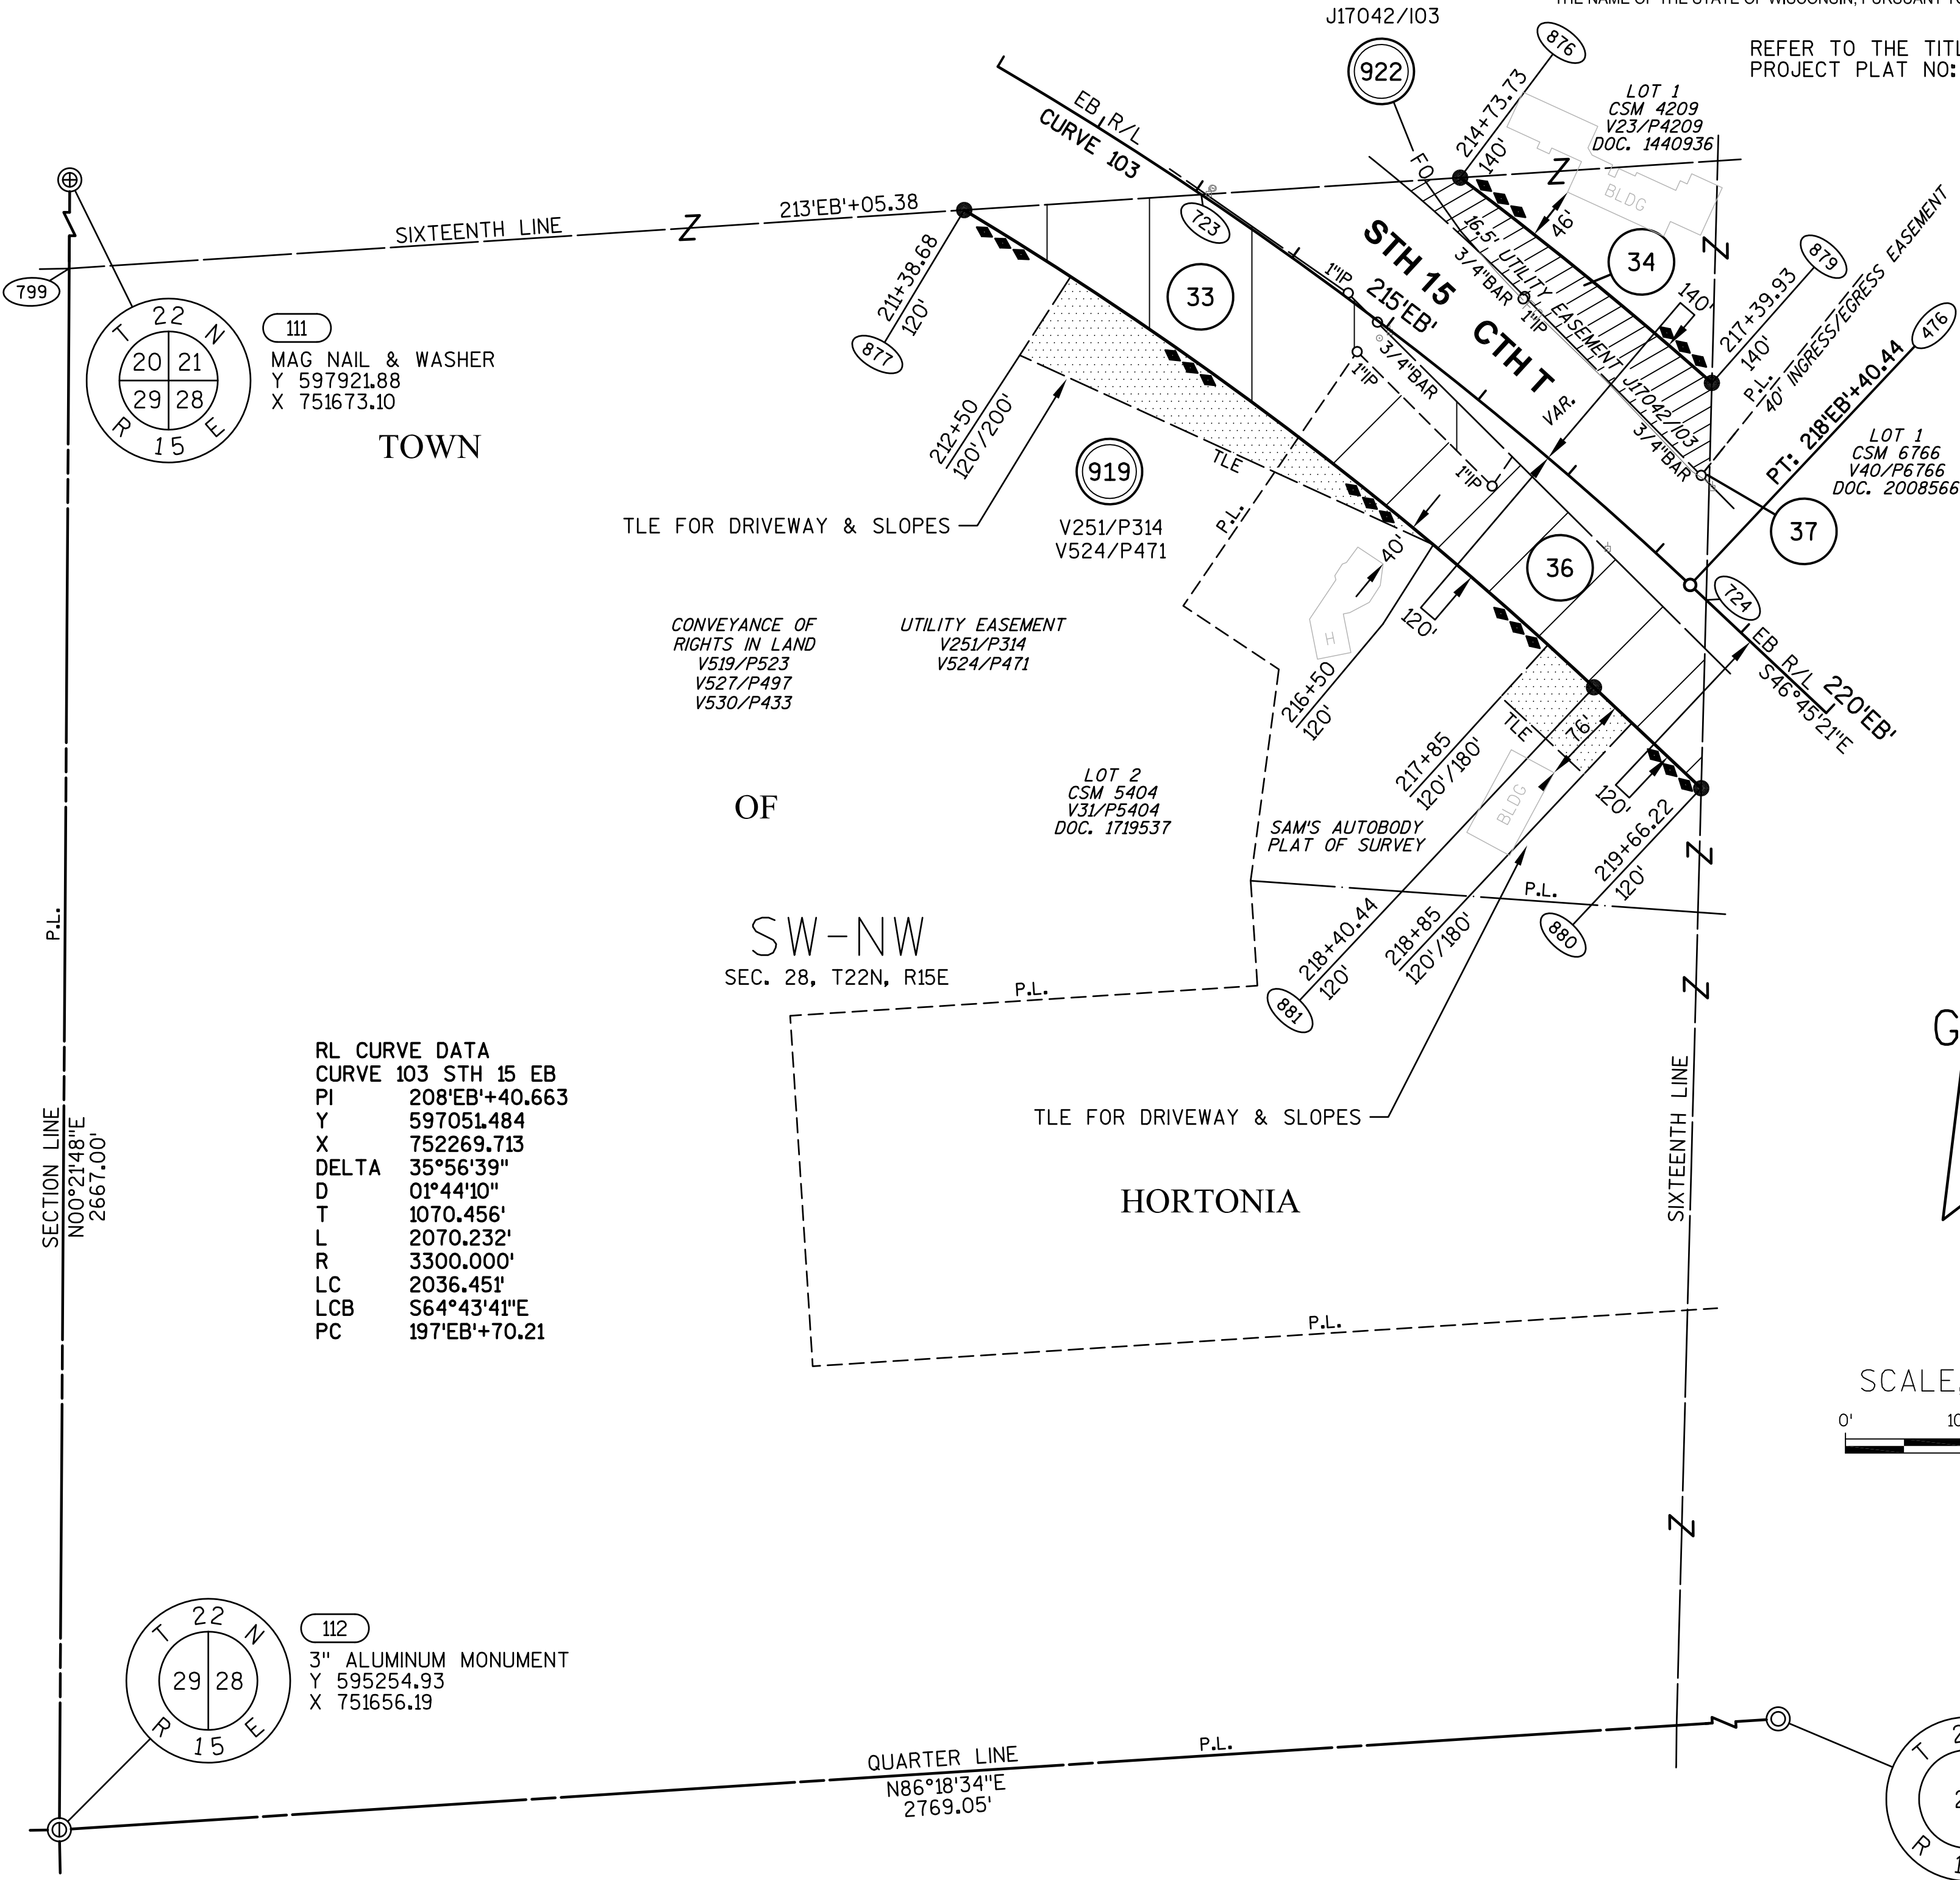 J17042/I03
922
876
REFER TO THE
PROJECT PLAT NO:
214+73.73
140'
LOT 1
CSM 4209
V23/P4209
DOC. 1440936
BLDG
EB R/L
CURVE 103
FO
Z
46'
34
Z
879
40' INGRESS/EGRESS EASEMENT
P.L.
476
SIXTEENTH LINE
Z
213'EB'+05.38
723
33
STH 15
CTH T
215'EB'
1"IP
3/4"BAR
16.5' UTILITY EASEMENT J17042/I03
3/4"BAR
1"IP
140'
217+39.93
140'
PT: 218'EB'+40.44
799
T 22 N
20 21
29 28
R 15 E
111
MAG NAIL & WASHER
Y 597921.88
X 751673.10
TOWN
211+38.68
120'
877
1"IP
VAR.
3/4"BAR
LOT 1
CSM 6766
V40/P6766
DOC. 2008566
212+50
120'/200'
TLE
1"IP
919
V251/P314
V524/P471
TLE FOR DRIVEWAY & SLOPES
P.L.
40'
36
37
724
EB R/L
S46°45'21"E
220'EB'
CONVEYANCE OF
RIGHTS IN LAND
V519/P523
V527/P497
V530/P433
UTILITY EASEMENT
V251/P314
V524/P471
H
120'
216+50
120'
217+85
120'/180'
TLE
76'
BLDG
120'
219+66.22
120'
OF
LOT 2
CSM 5404
V31/P5404
DOC. 1719537
SAM'S AUTOBODY
PLAT OF SURVEY
Z
P.L.
P.L.
SW-NW
SEC. 28, T22N, R15E
218+40.44
120'
881
218+85
120'/180'
880
P.L.
Z
RL CURVE DATA
CURVE 103 STH 15 EB
PI 208'EB'+40.663
Y 597051.484
X 752269.713
DELTA 35°56'39"
D 01°44'10"
T 1070.456'
L 2070.232'
R 3300.000'
LC 2036.451'
LCB S64°43'41"E
PC 197'EB'+70.21
TLE FOR DRIVEWAY & SLOPES
SECTION LINE
N00°21'48"E
2667.00'
SIXTEENTH LINE
HORTONIA
P.L.
SCALE,
0'
Z
T 22 N
29 28
R 15 E
112
3" ALUMINUM MONUMENT
Y 595254.93
X 751656.19
QUARTER LINE
N86°18'34"E
2769.05'
P.L.
T
R